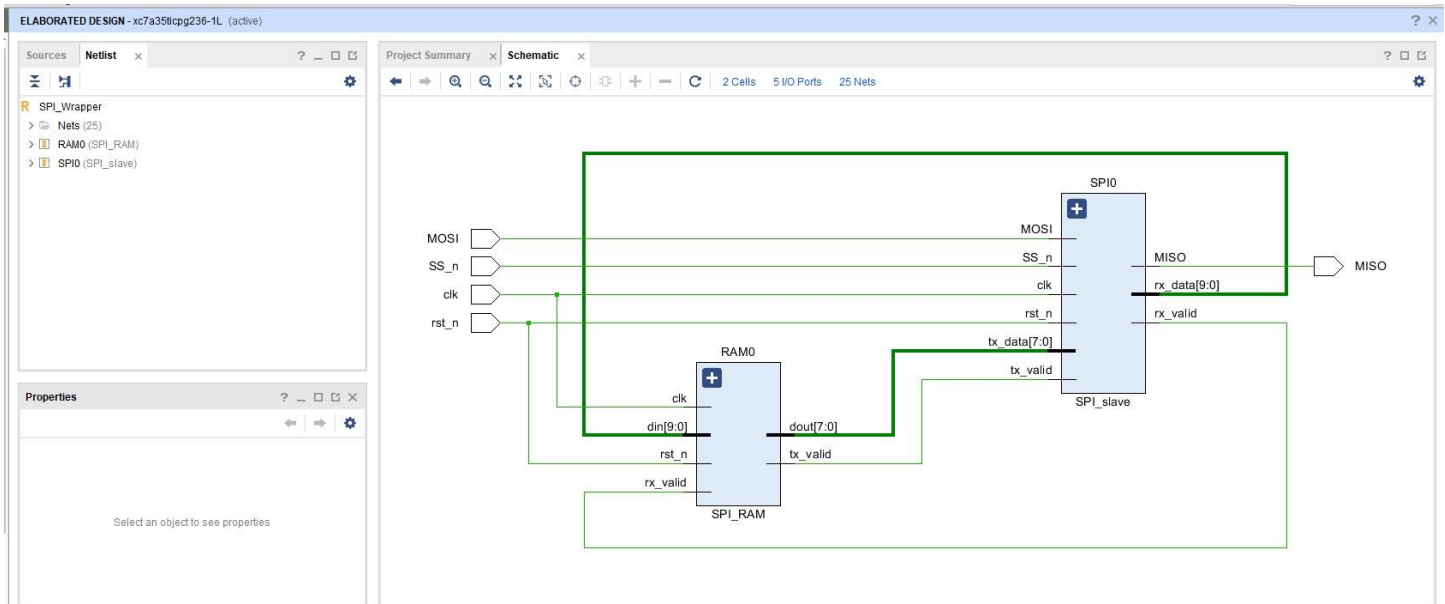 ELABORATED DESIGN - xc7a35ticpg236-1L (active)
Sources Netlist
SPI_Wrapper
Nets (25)
RAM0 (SPI_RAM)
SPI0 (SPI_slave)
Properties
Select an object to see properties
Project Summary Schematic
2 Cells 5 I/O Ports 25 Nets
MOSI
SS_n
clk
rst_n
RAM0
clk
din[9:0]
rst_n
rx_valid
dout[7:0]
tx_valid
SPI_RAM
SPI0
MOSI
SS_n
clk
rst_n
tx_data[7:0]
tx_valid
MISO
rx_data[9:0]
rx_valid
SPI_slave
MISO